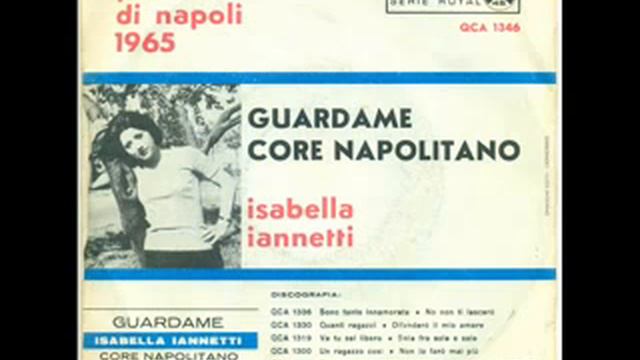 di napoli
1965
SERIE ROYAL
QCA 1346
GUARDAME
CORE NAPOLITANO
isabella
iannetti
DISCOGRAFIA:
QCA 1336 Sono tanto innamorata • No non ti lascerò
QCA 1330 Quanti ragazzi • Difenderò il mio amore
QCA 1319 Va tu sei libero • Tnia fra sole e sole
QCA 1300 Un ragazzo così • Non lo farò mai più
GUARDAME
ISABELLA IANNETTI
CORE NAPOLITANO